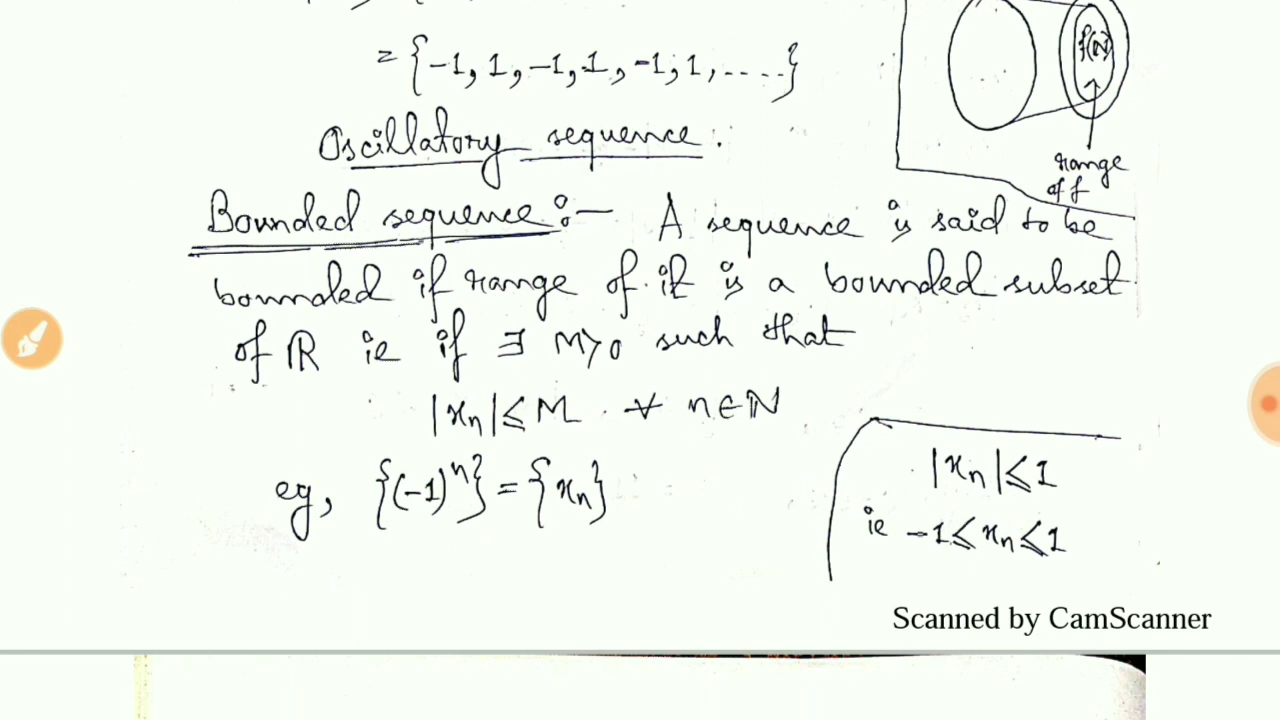 = {-1, 1, -1, 1, -1, 1, ....}
Oscillatory sequence.
f(N)
range
of f
Bounded sequence :- A sequence is said to be
bounded if range of it is a bounded subset
of ℝ ie if ∃ M>0 such that
|xₙ| ≤ M ∀ n∈ℕ
eg, {(-1)ⁿ} = {xₙ}
|xₙ| ≤ 1
ie -1 ≤ xₙ ≤ 1
Scanned by CamScanner